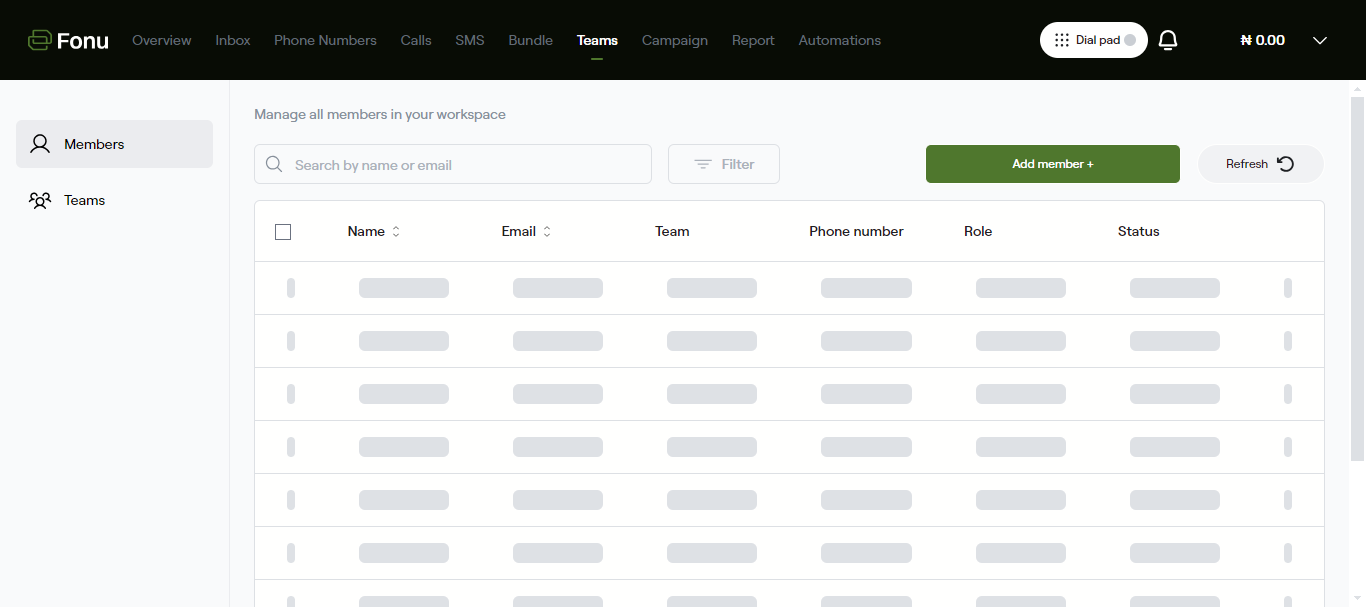 Fonu Overview Inbox Phone Numbers Calls SMS Bundle Teams Campaign Report Automations Dial pad ₦ 0.00
Manage all members in your workspace
Members
Search by name or email Filter Add member + Refresh
Teams
Name Email Team Phone number Role Status